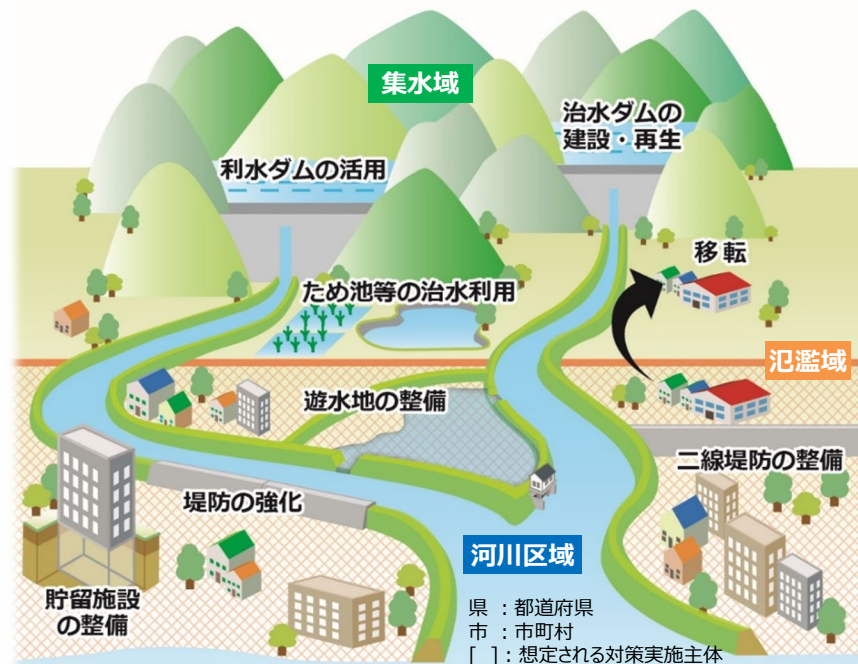 集水域
治水ダムの
建設・再生
利水ダムの活用
移転
ため池等の治水利用
氾濫域
遊水地の整備
二線堤防の整備
堤防の強化
河川区域
貯留施設
の整備
県 : 都道府県
市 : 市町村
[ ] : 想定される対策実施主体